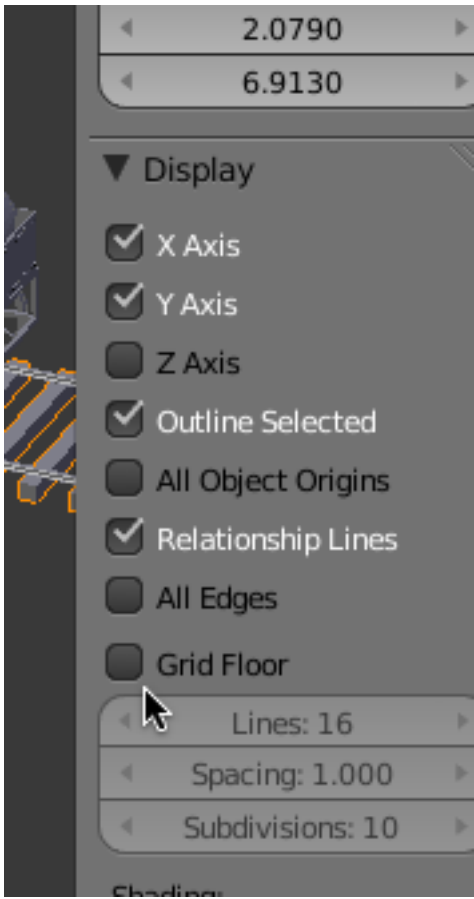 2.0790
6.9130
Display
X Axis
Y Axis
Z Axis
Outline Selected
All Object Origins
Relationship Lines
All Edges
Grid Floor
Lines: 16
Spacing: 1.000
Subdivisions: 10
Shading: